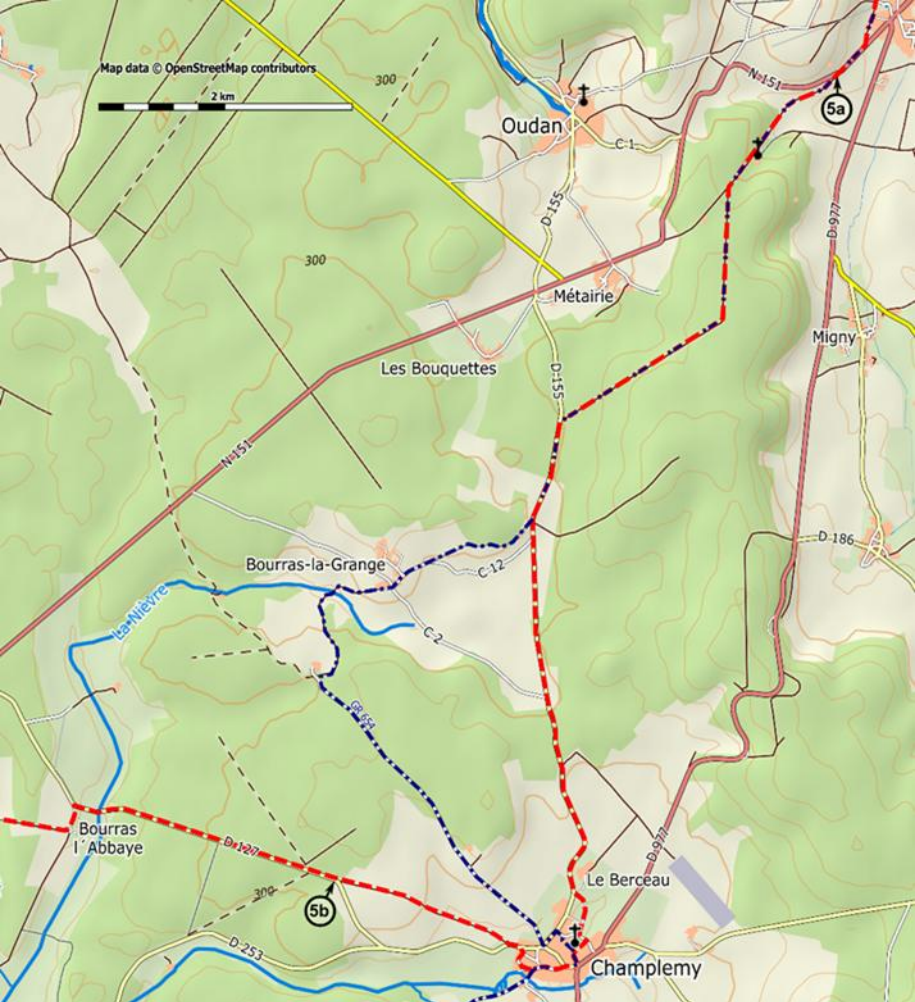 Map data © OpenStreetMap contributors
2 km
300
Oudan
C 1
N 151
5a
D 155
D 977
300
Métairie
Migny
?
Les Bouquettes
D 155
N 151
D 186
Bourras-la-Grange
C 12
La Nièvre
C 2
GR 654
Bourras
l´Abbaye
D 127
D 977
Le Berceau
300
5b
D 253
Champlemy